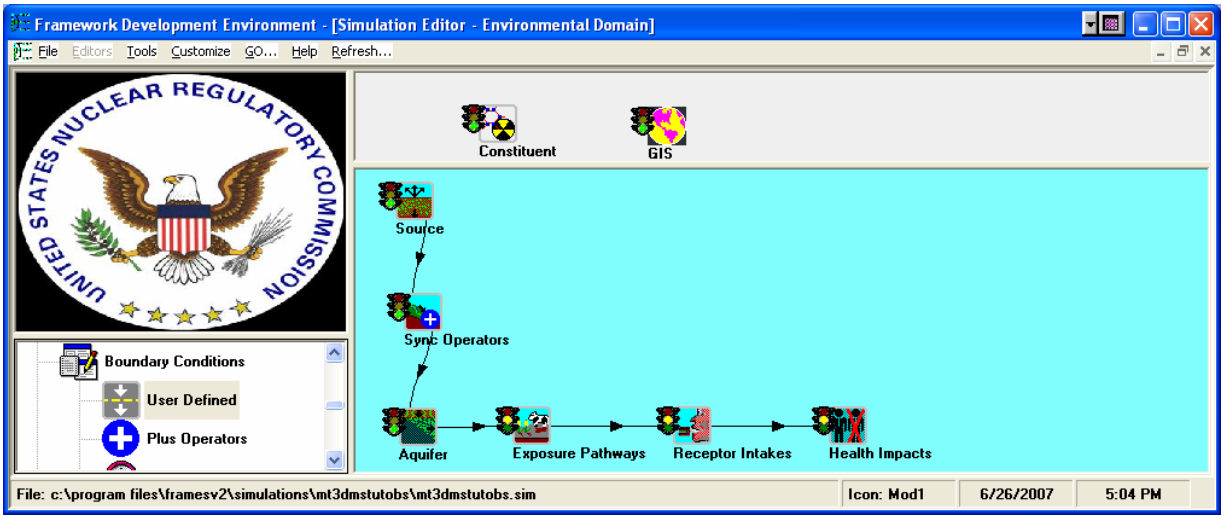 Framework Development Environment - [Simulation Editor - Environmental Domain]
File Editors Tools Customize GO... Help Refresh...
UNITED STATES NUCLEAR REGULATORY COMMISSION
Constituent
GIS
Source
Sync Operators
Aquifer
Exposure Pathways
Receptor Intakes
Health Impacts
Boundary Conditions
User Defined
Plus Operators
File: c:\program files\framesv2\simulations\mt3dmstutobs\mt3dmstutobs.sim
Icon: Mod1
6/26/2007
5:04 PM